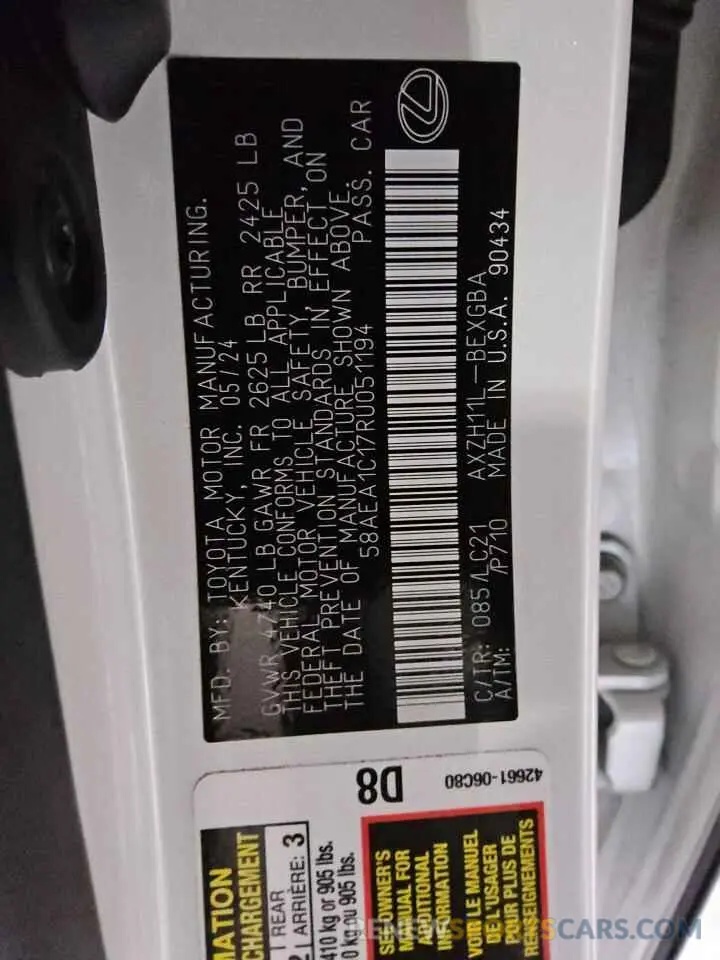 MFD. BY: TOYOTA MOTOR MANUFACTURING.
KENTUCKY, INC. 05/24
GVWR 4740 LB GAWR FR 2625 LB RR 2425 LB
THIS VEHICLE CONFORMS TO ALL APPLICABLE
FEDERAL MOTOR VEHICLE SAFETY, BUMPER, AND
THEFT PREVENTION STANDARDS IN EFFECT ON
THE DATE OF MANUFACTURE SHOWN ABOVE.
58AEA1C17RU051194 PASS. CAR
C/TR: 085/LC21 AXZH11L-BEXGBA
A/TM: /P710 MADE IN U.S.A. 90434
D8
42661-06C80
MATION
CHARGEMENT
REAR
LARRIÈRE: 3
410 kg or 905 lbs.
0 kg ou 905 lbs.
SEE OWNER'S
MANUAL FOR
ADDITIONAL
INFORMATION
VOIR LE MANUEL
DE L'USAGER
POUR PLUS DE
RENSEIGNEMENTS
RENEWSMYSCARS.COM